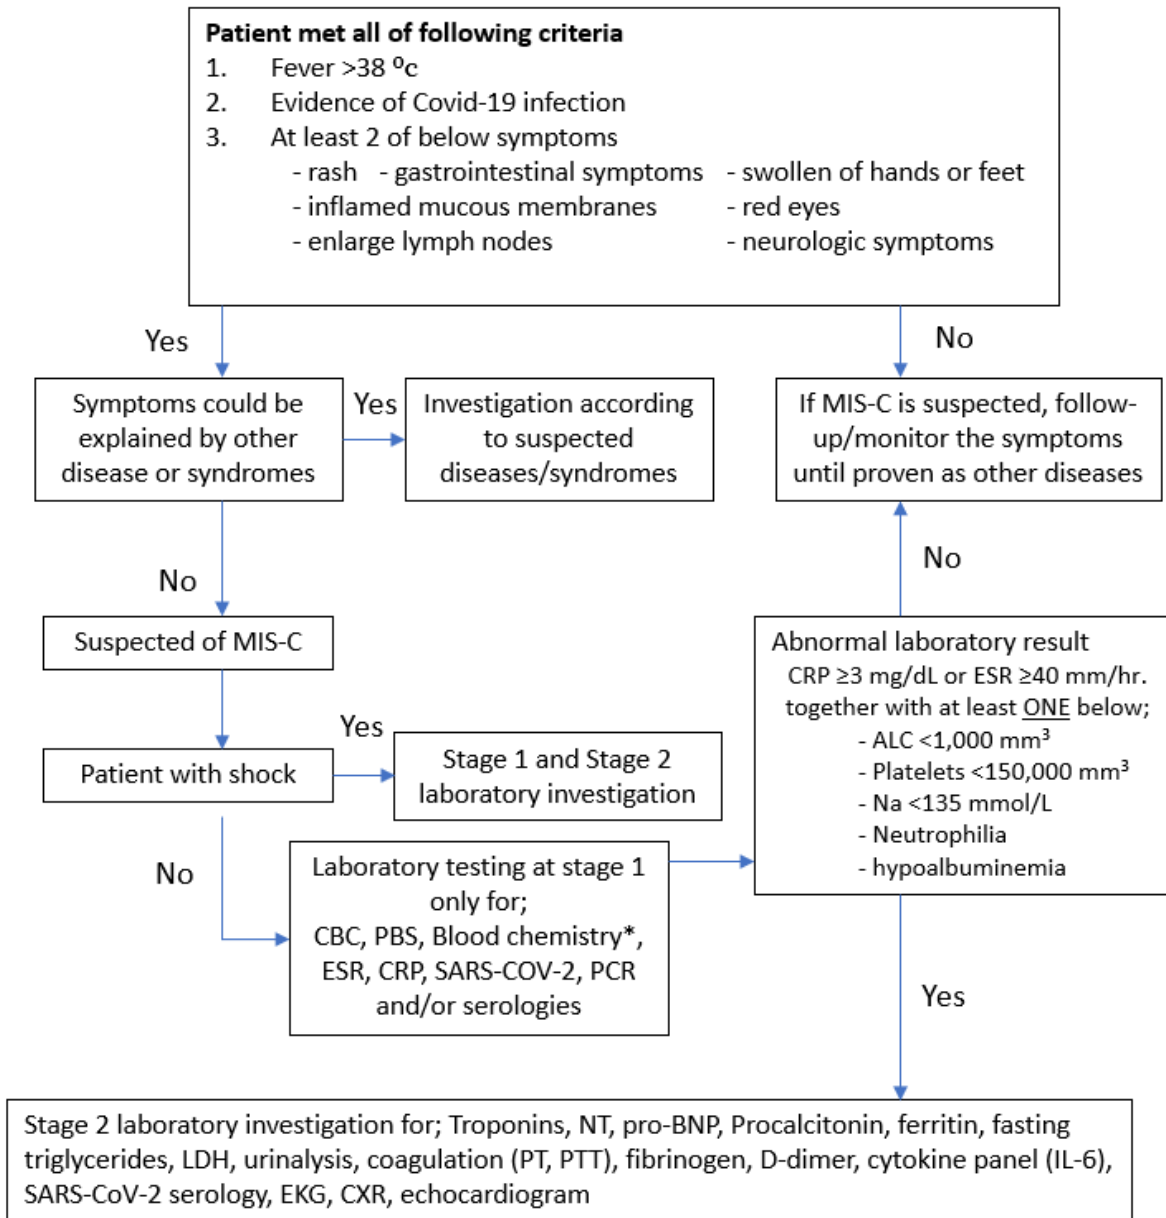 Patient met all of following criteria
1. Fever >38 ⁰c
2. Evidence of Covid-19 infection
3. At least 2 of below symptoms
- rash - gastrointestinal symptoms - swollen of hands or feet
- inflamed mucous membranes - red eyes
- enlarge lymph nodes - neurologic symptoms
Yes
No
Symptoms could be
explained by other
disease or syndromes
Yes
Investigation according
to suspected
diseases/syndromes
If MIS-C is suspected, follow-
up/monitor the symptoms
until proven as other diseases
No
No
Suspected of MIS-C
Abnormal laboratory result
CRP ≥3 mg/dL or ESR ≥40 mm/hr.
together with at least ONE below;
- ALC <1,000 mm³
- Platelets <150,000 mm³
- Na <135 mmol/L
- Neutrophilia
- hypoalbuminemia
Yes
Patient with shock
Stage 1 and Stage 2
laboratory investigation
No
Laboratory testing at stage 1
only for;
CBC, PBS, Blood chemistry*,
ESR, CRP, SARS-COV-2, PCR
and/or serologies
Yes
Stage 2 laboratory investigation for; Troponins, NT, pro-BNP, Procalcitonin, ferritin, fasting
triglycerides, LDH, urinalysis, coagulation (PT, PTT), fibrinogen, D-dimer, cytokine panel (IL-6),
SARS-CoV-2 serology, EKG, CXR, echocardiogram